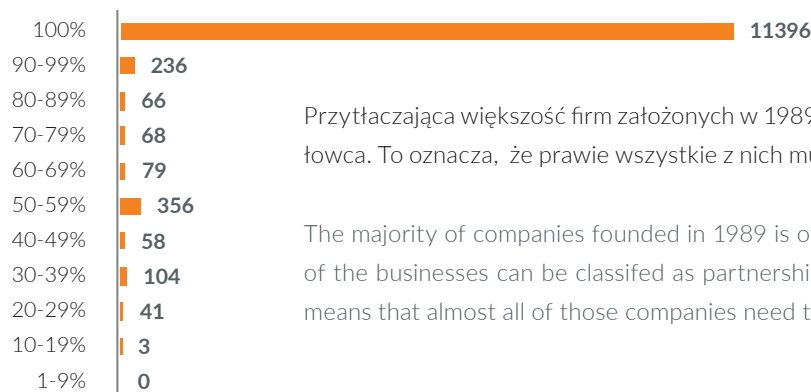 100% 11396
90-99% 236
80-89% 66
70-79% 68
60-69% 79
50-59% 356
40-49% 58
30-39% 104
20-29% 41
10-19% 3
1-9% 0
Przytłaczająca większość firm założonych w 1989
łowca. To oznacza, że prawie wszystkie z nich
The majority of companies founded in 1989 is
of the businesses can be classifed as
means that almost all of those companies need